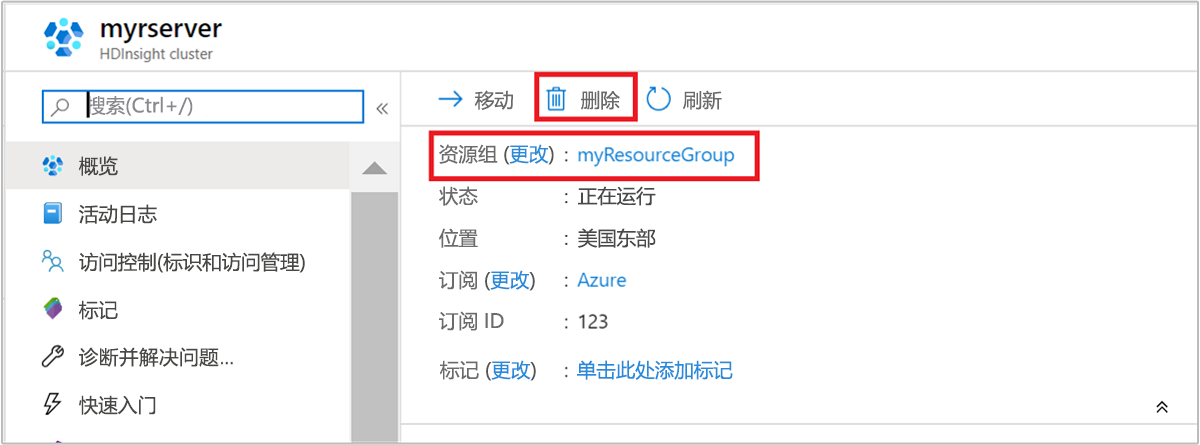 myrserver
HDInsight cluster
搜索(Ctrl+/)
«
概览
活动日志
访问控制(标识和访问管理)
标记
诊断并解决问题...
快速入门
移动 删除 刷新
资源组 (更改) : myResourceGroup
状态 : 正在运行
位置 : 美国东部
订阅 (更改) : Azure
订阅 ID : 123
标记 (更改) : 单击此处添加标记